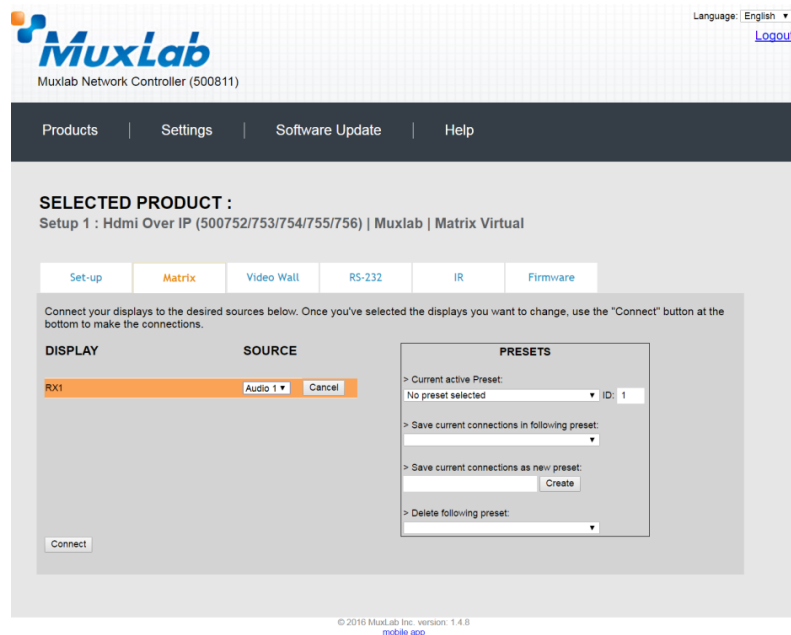 Language: English
Logout
MuxLab
Muxlab Network Controller (500811)
Products | Settings | Software Update | Help
SELECTED PRODUCT :
Setup 1 : Hdmi Over IP (500752/753/754/755/756) | Muxlab | Matrix Virtual
Set-up Matrix Video Wall RS-232 IR Firmware
Connect your displays to the desired sources below. Once you've selected the displays you want to change, use the "Connect" button at the
bottom to make the connections.
DISPLAY SOURCE
RX1 Audio 1 Cancel
PRESETS
> Current active Preset:
No preset selected ID: 1
> Save current connections in following preset:
> Save current connections as new preset:
Create
> Delete following preset:
Connect
© 2016 MuxLab Inc. version: 1.4.8
mobile app